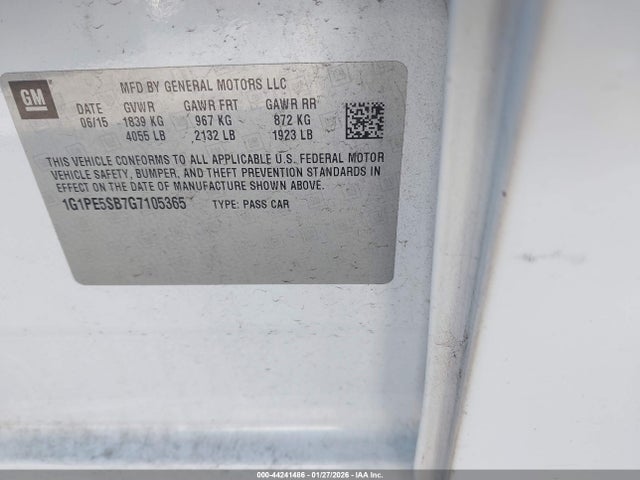 GM
MFD BY GENERAL MOTORS LLC
DATE GVWR GAWR FRT GAWR RR
06/15 1839 KG 967 KG 872 KG
4055 LB 2132 LB 1923 LB
THIS VEHICLE CONFORMS TO ALL APPLICABLE U.S. FEDERAL MOTOR
VEHICLE SAFETY, BUMPER, AND THEFT PREVENTION STANDARDS IN
EFFECT ON THE DATE OF MANUFACTURE SHOWN ABOVE.
1G1PE5SB7G7105365 TYPE: PASS CAR
000-44241486 - 01/27/2026 - IAA Inc.